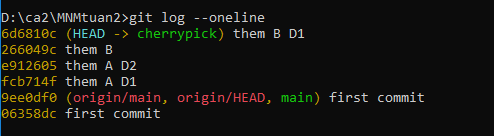 D:\ca2\MNMtuan2>git log --oneline
6d6810c (HEAD -> cherrypick) them B D1
266049c them B
e912605 them A D2
fcb714f them A D1
9ee0df0 (origin/main, origin/HEAD, main) first commit
06358dc first commit